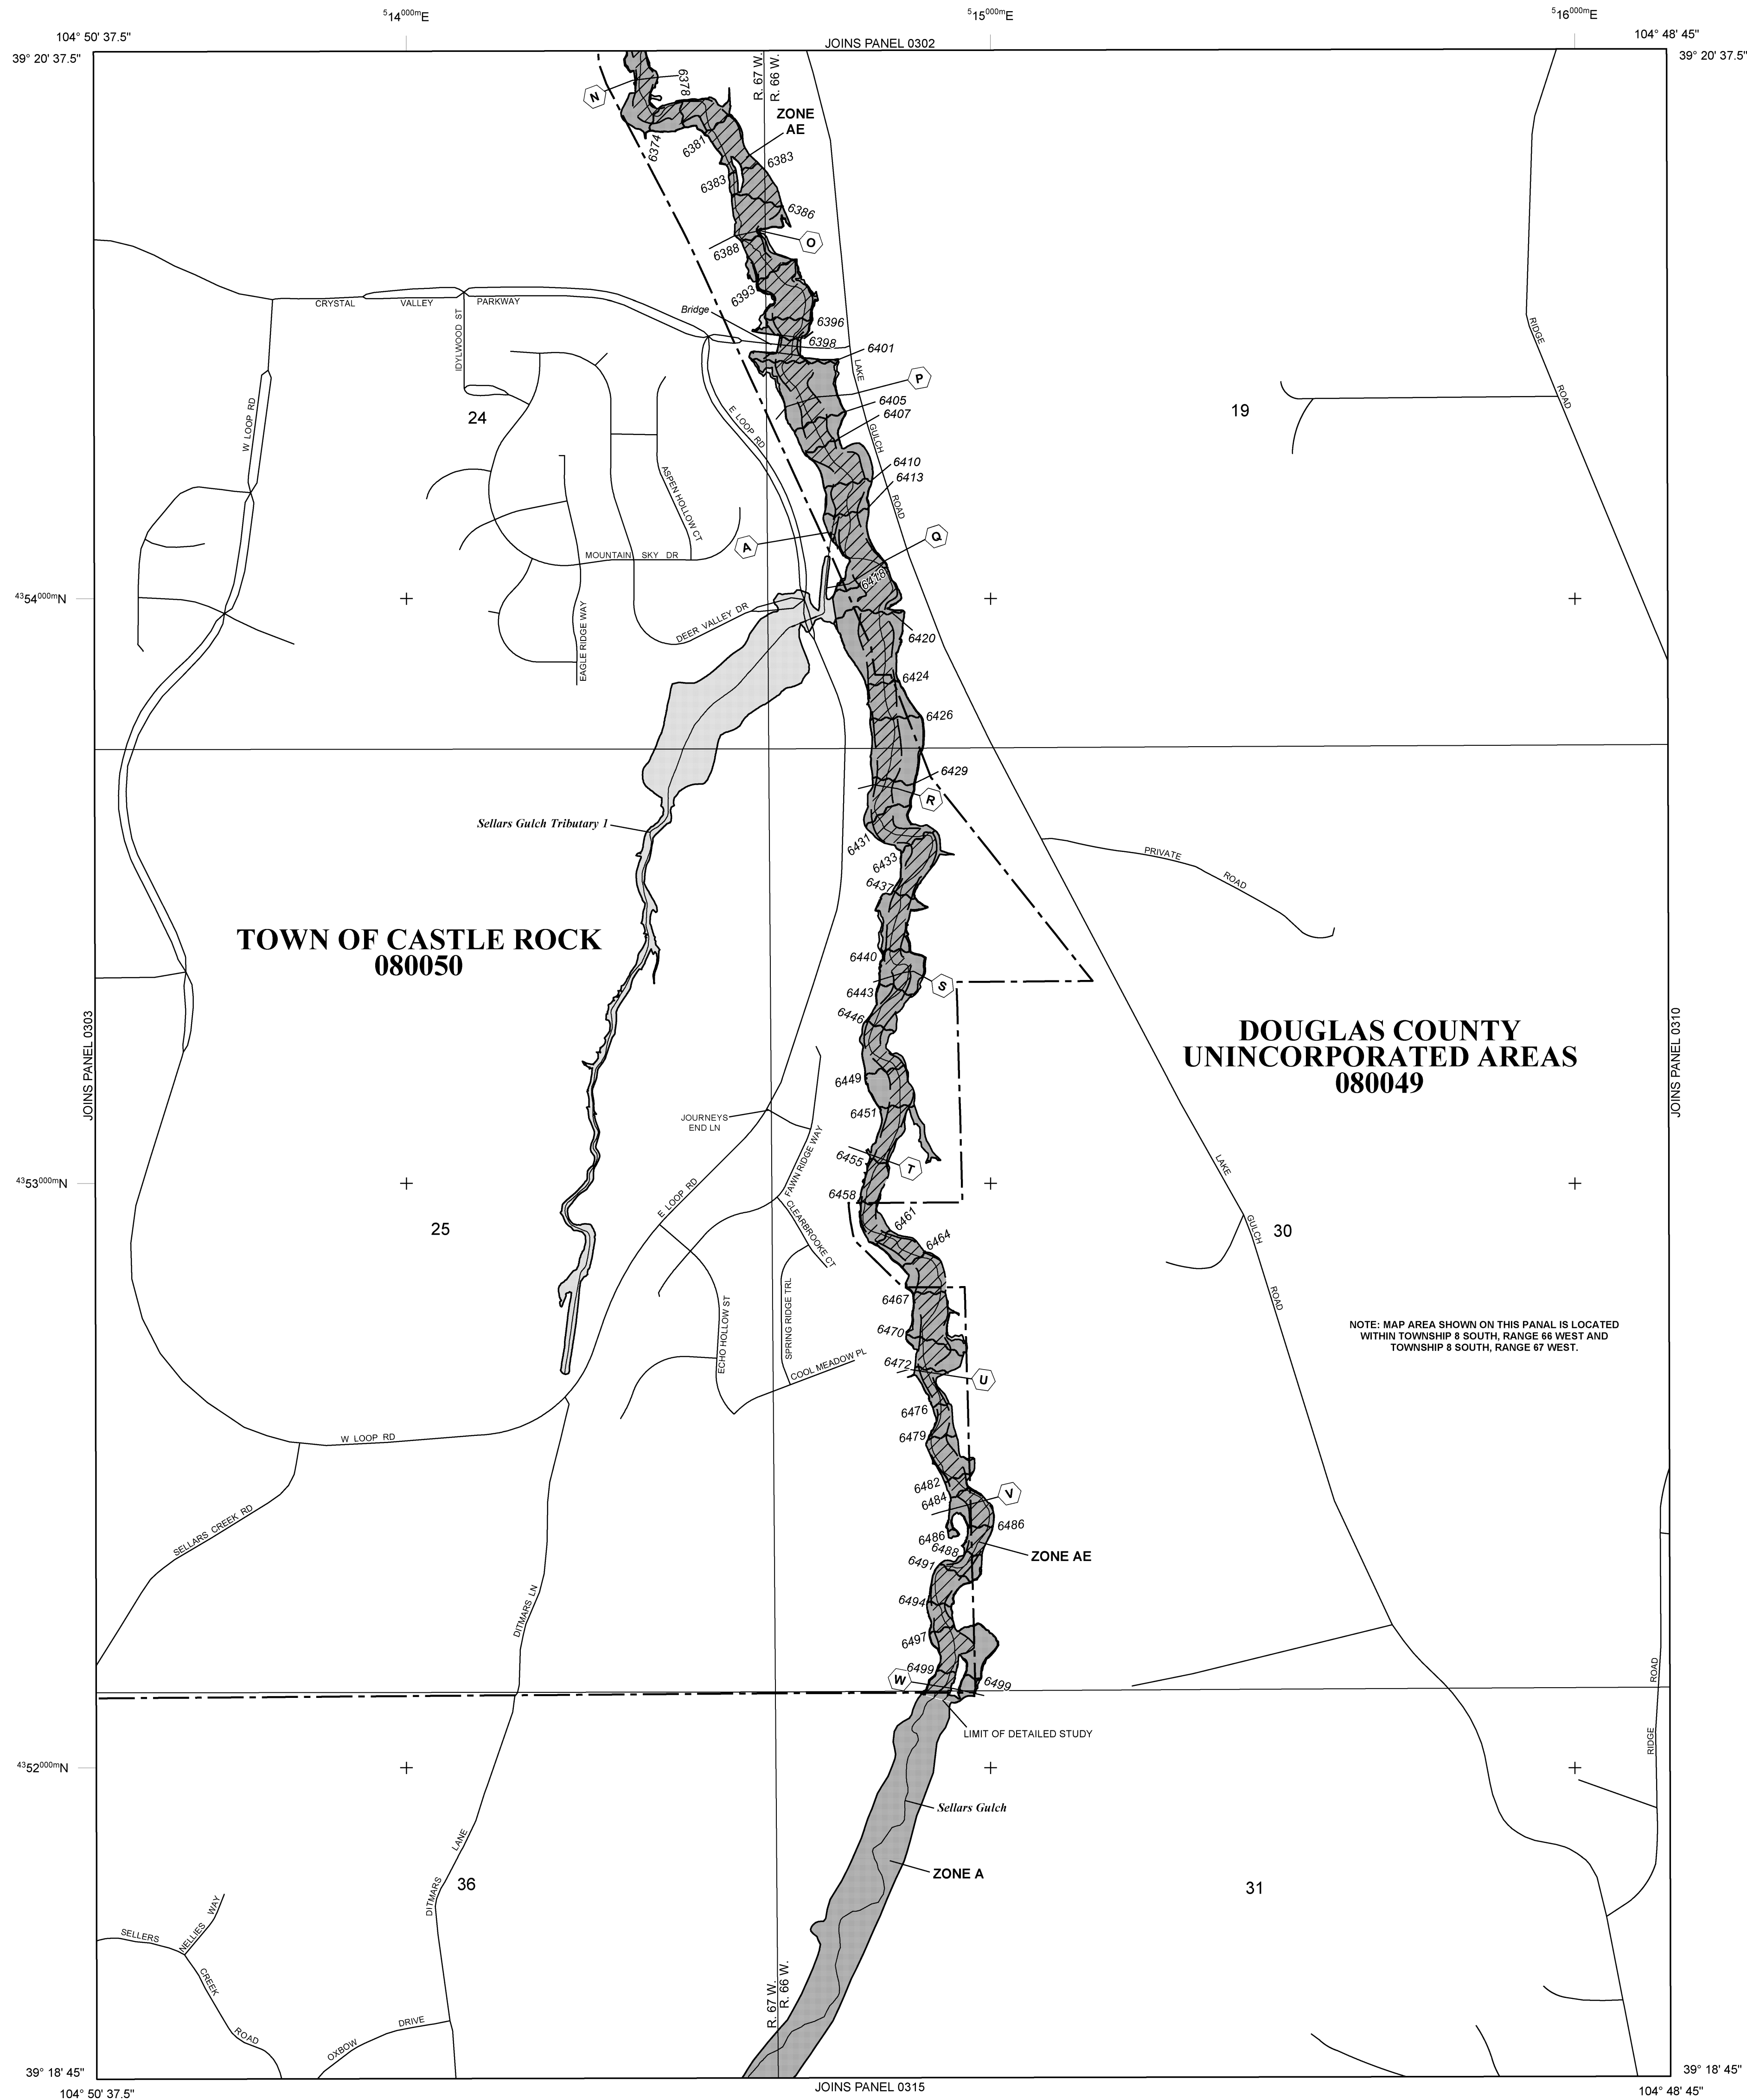 ⁵14⁰⁰⁰ᵐE
⁵15⁰⁰⁰ᵐE
⁵16⁰⁰⁰ᵐE
104° 50' 37.5"
JOINS PANEL 0302
104° 48' 45"
39° 20' 37.5"
39° 20' 37.5"
R. 67 W.
R. 66 W.
N
6378
ZONE
AE
6374
6381
6383
6383
6386
O
6388
6393
CRYSTAL VALLEY PARKWAY
Bridge
IDYLWOOD ST
6396
6398
6401
LAKE
GULCH
ROAD
RIDGE
ROAD
P
W LOOP RD
24
E LOOP RD
6405
6407
19
6410
6413
ASPEN HOLLOW CT
A
Q
MOUNTAIN SKY DR
6418
⁴³54⁰⁰⁰ᵐN
EAGLE RIDGE WAY
DEER VALLEY DR
6420
6424
6426
6429
R
Sellars Gulch Tributary 1
6431
6433
6437
PRIVATE
ROAD
TOWN OF CASTLE ROCK
080050
6440
S
6443
6446
DOUGLAS COUNTY
UNINCORPORATED AREAS
080049
JOINS PANEL 0303
JOINS PANEL 0310
6449
6451
JOURNEYS
END LN
FAWN RIDGE WAY
6455
T
LAKE
GULCH
ROAD
⁴³53⁰⁰⁰ᵐN
6458
E LOOP RD
CLEARBROOKE CT
6461
25
6464
30
6467
ECHO HOLLOW ST
SPRING RIDGE TRL
6470
NOTE: MAP AREA SHOWN ON THIS PANAL IS LOCATED
WITHIN TOWNSHIP 8 SOUTH, RANGE 66 WEST AND
TOWNSHIP 8 SOUTH, RANGE 67 WEST.
6472
COOL MEADOW PL
U
6476
W LOOP RD
6479
6482
6484
V
SELLARS CREEK RD
6486
6486
6488
ZONE AE
6491
DITMARS LN
6494
6497
6499
W
6499
ROAD
RIDGE
LIMIT OF DETAILED STUDY
⁴³52⁰⁰⁰ᵐN
Sellars Gulch
LANE
DITMARS
ZONE A
36
31
NELLIES WAY
SELLERS
CREEK
ROAD
R. 67 W.
R. 66 W.
OXBOW DRIVE
39° 18' 45"
39° 18' 45"
104° 50' 37.5"
JOINS PANEL 0315
104° 48' 45"